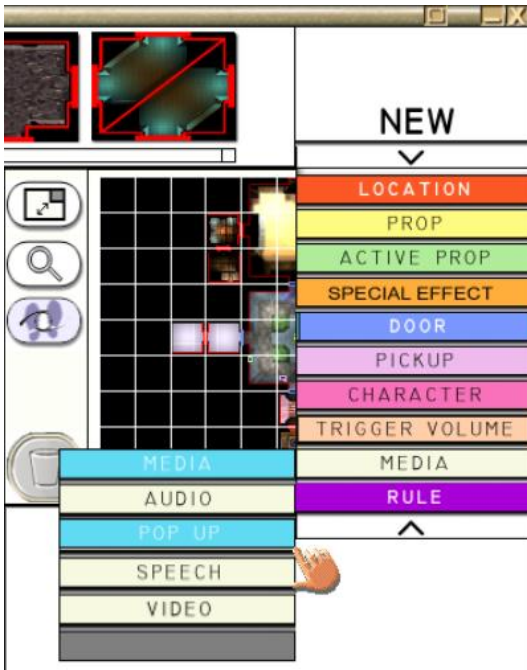 NEW
LOCATION
PROP
ACTIVE PROP
SPECIAL EFFECT
DOOR
PICKUP
CHARACTER
TRIGGER VOLUME
MEDIA
RULE
MEDIA
AUDIO
POP UP
SPEECH
VIDEO